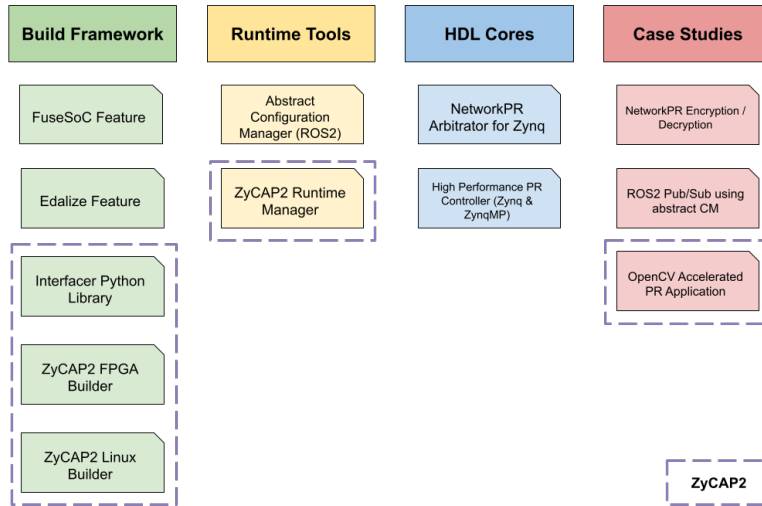 Build Framework
Runtime Tools
HDL Cores
Case Studies
FuseSoC Feature
Edalize Feature
Interfacer Python
Library
ZyCAP2 FPGA
Builder
ZyCAP2 Linux
Builder
Abstract
Configuration
Manager (ROS2)
ZyCAP2 Runtime
Manager
NetworkPR
Arbitrator for Zynq
High Performance PR
Controller (Zynq &
ZynqMP)
NetworkPR Encryption /
Decryption
ROS2 Pub/Sub using
abstract CM
OpenCV Accelerated
PR Application
ZyCAP2